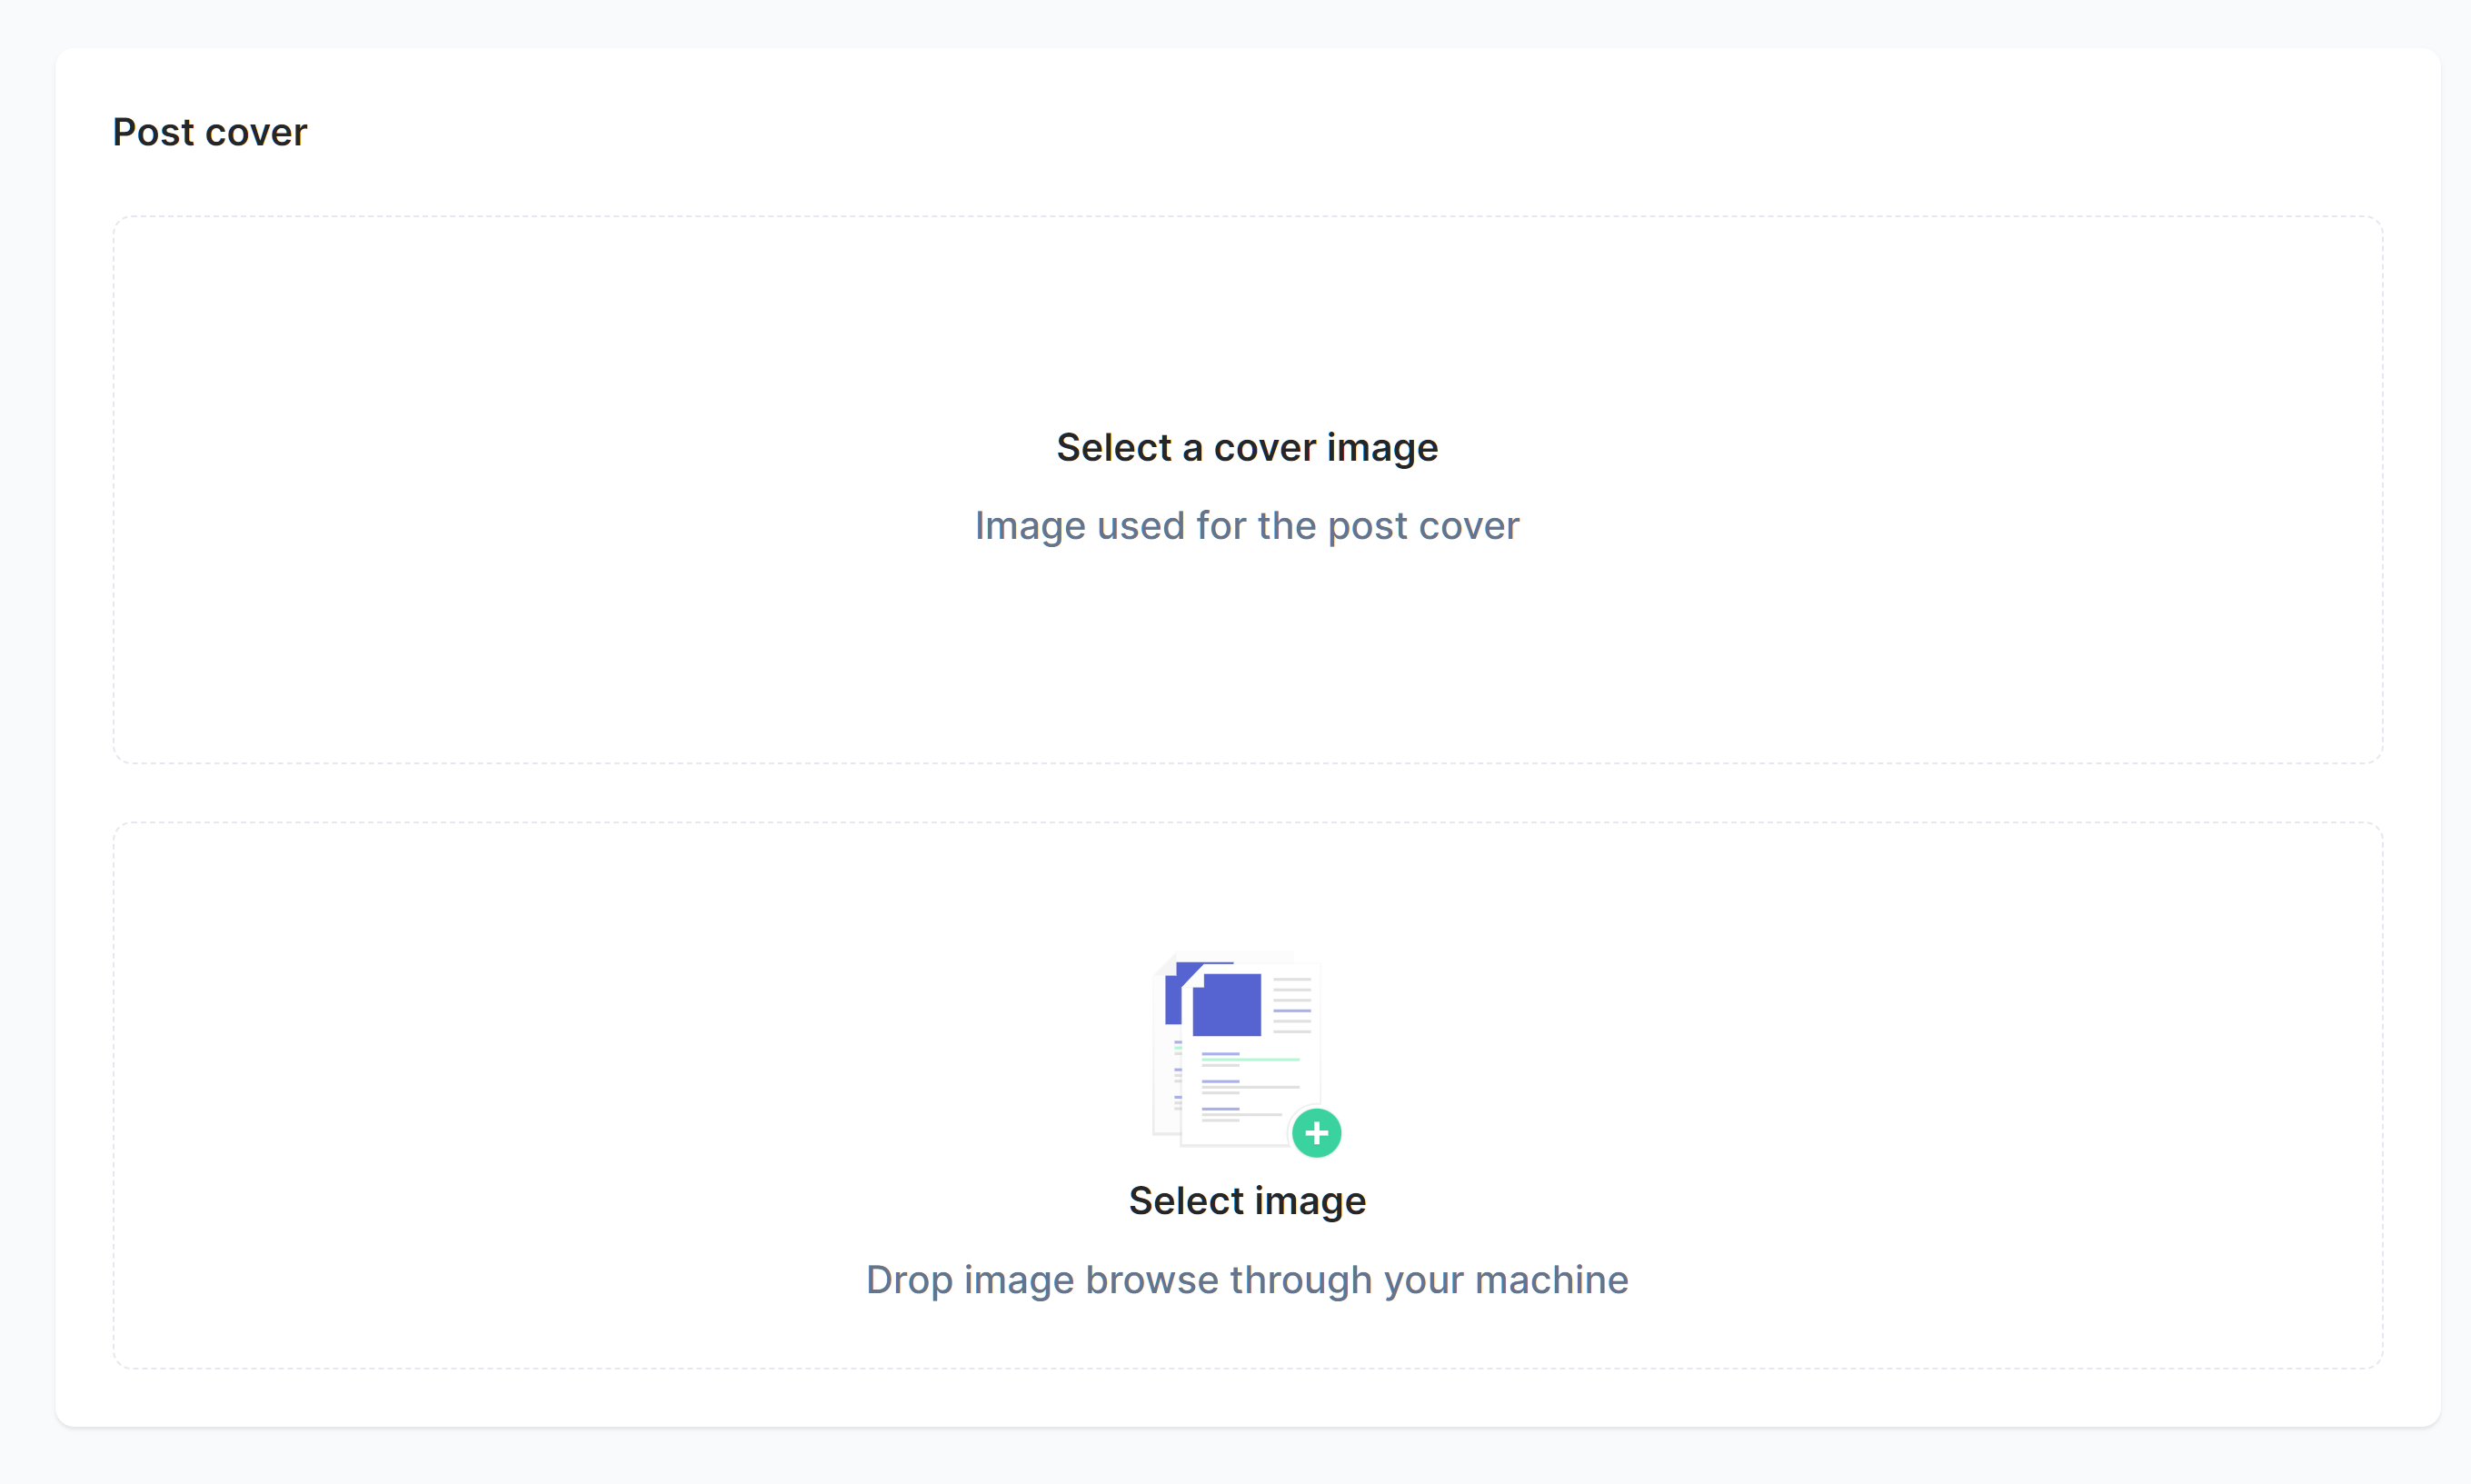 Post cover
Select a cover image
Image used for the post cover
Select image
Drop image browse through your machine